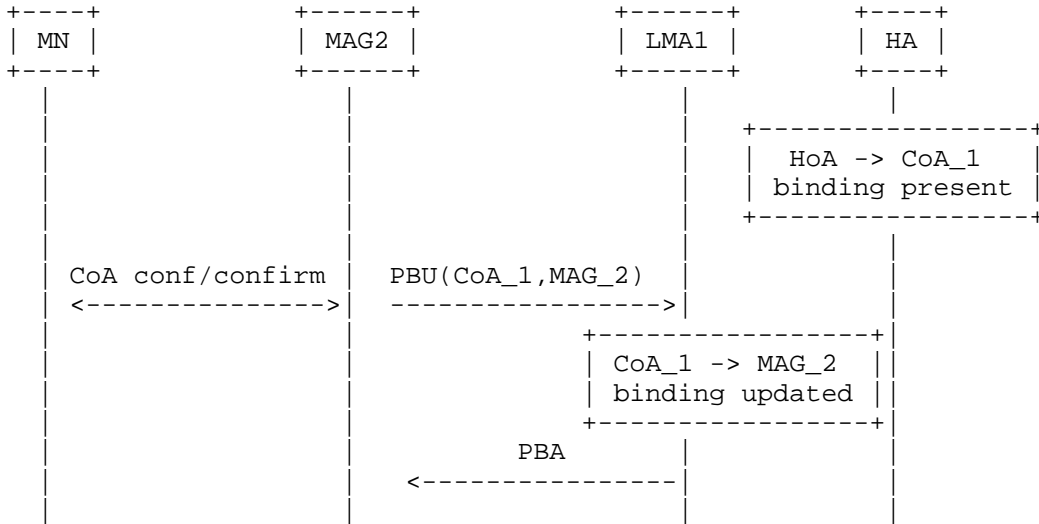 MN MAG2 LMA1 HA
HoA -> CoA_1
binding present
CoA conf/confirm PBU(CoA_1,MAG_2)
CoA_1 -> MAG_2
binding updated
PBA